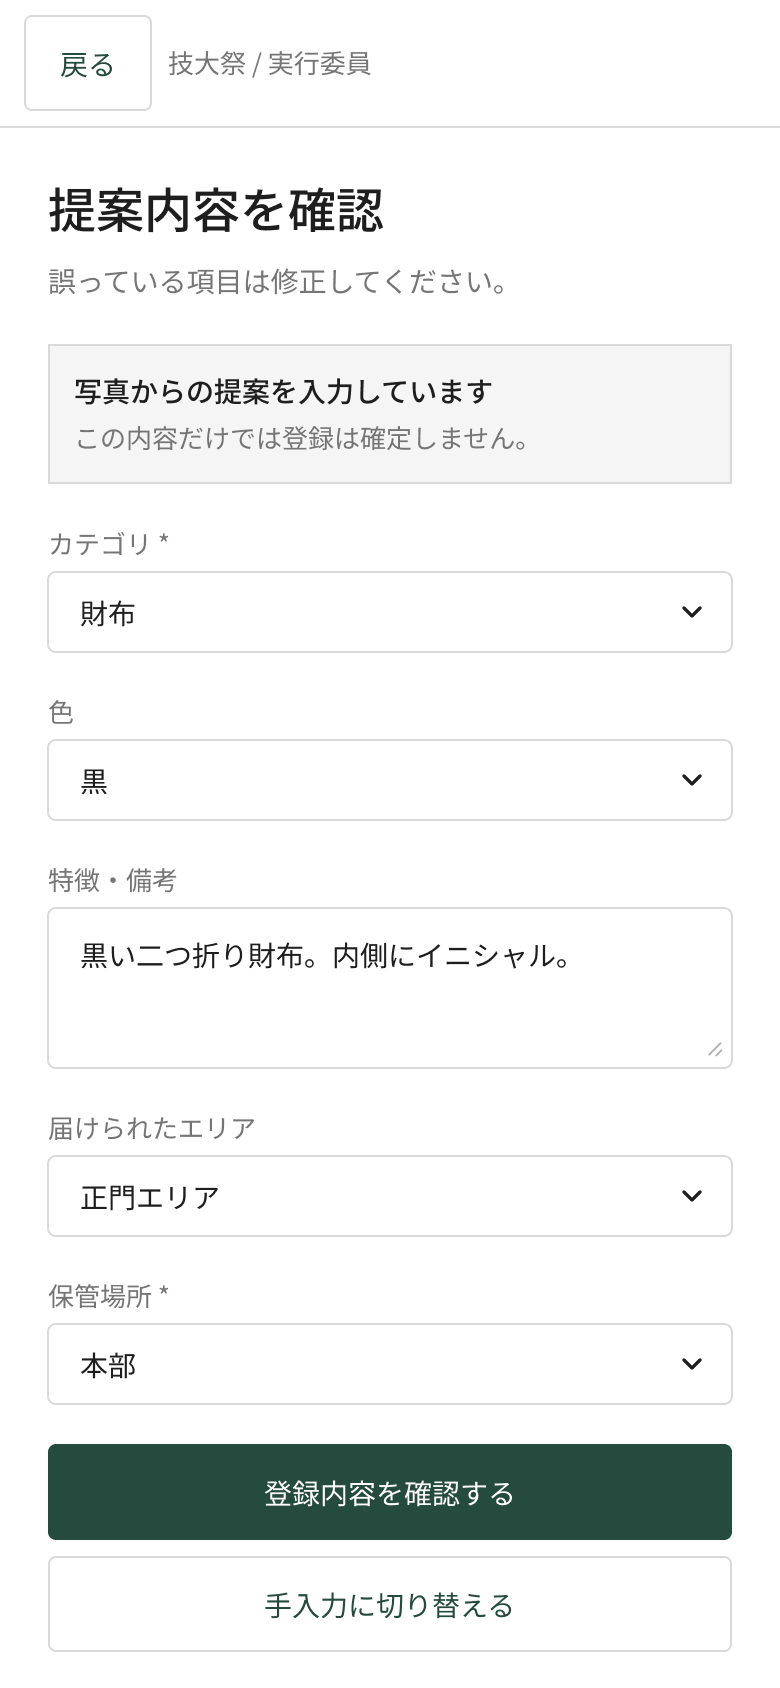 戻る
技大祭 / 実行委員
提案内容を確認
誤っている項目は修正してください。
写真からの提案を入力しています
この内容だけでは登録は確定しません。
カテゴリ *
財布
色
黒
特徴・備考
黒い二つ折り財布。内側にイニシャル。
届けられたエリア
正門エリア
保管場所 *
本部
登録内容を確認する
手入力に切り替える